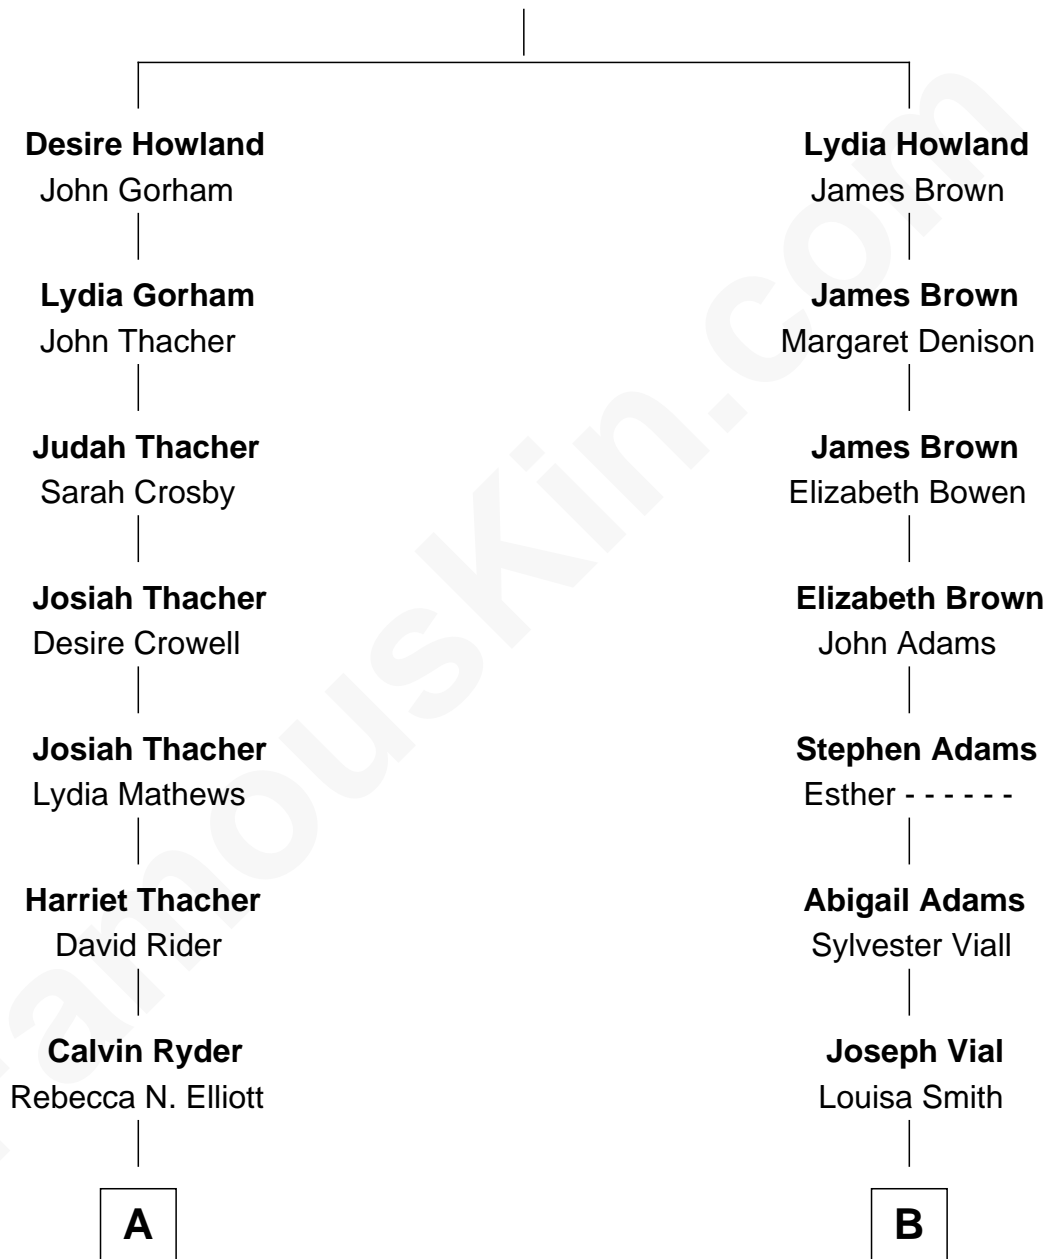 Desire Howland
John Gorham
Lydia Gorham
John Thacher
Judah Thacher
Sarah Crosby
Josiah Thacher
Desire Crowell
Josiah Thacher
Lydia Mathews
Harriet Thacher
David Rider
Calvin Ryder
Rebecca N. Elliott
A
Lydia Howland
James Brown
James Brown
Margaret Denison
James Brown
Elizabeth Bowen
Elizabeth Brown
John Adams
Stephen Adams
Esther - - - - - -
Abigail Adams
Sylvester Viall
Joseph Vial
Louisa Smith
B
FamousKin.com